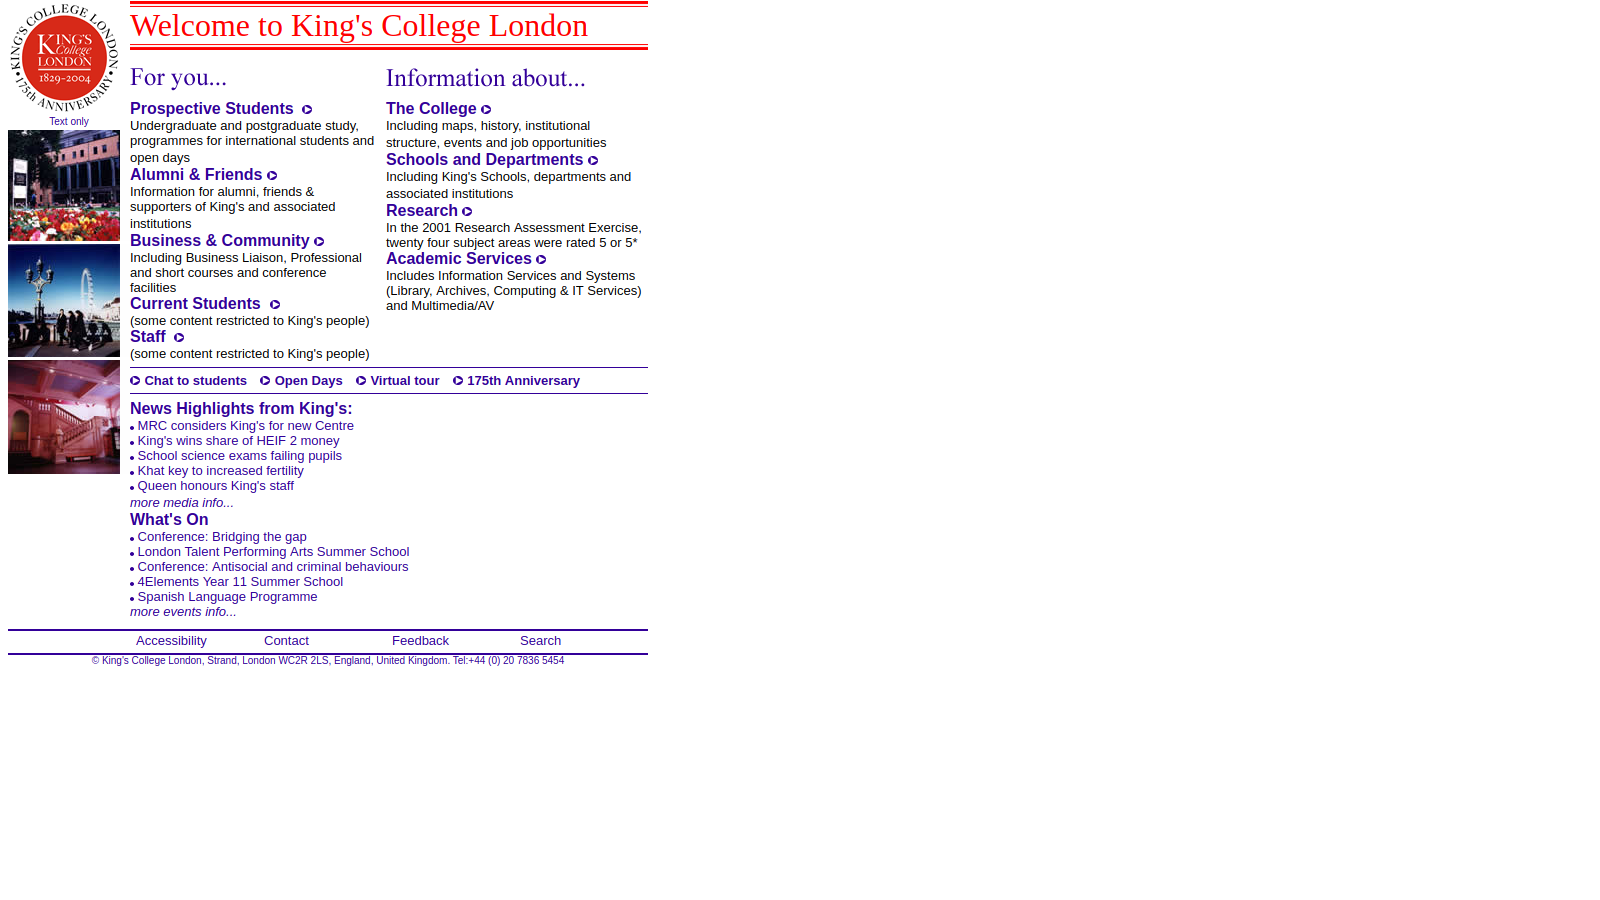 KING'S COLLEGE LONDON
KING'S
College
LONDON
1829-2004
175th ANNIVERSARY
Text only
Welcome to King's College London
For you...
Prospective Students
Undergraduate and postgraduate study,
programmes for international students and
open days
Alumni & Friends
Information for alumni, friends &
supporters of King's and associated
institutions
Business & Community
Including Business Liaison, Professional
and short courses and conference
facilities
Current Students
(some content restricted to King's people)
Staff
(some content restricted to King's people)
Information about...
The College
Including maps, history, institutional
structure, events and job opportunities
Schools and Departments
Including King's Schools, departments and
associated institutions
Research
In the 2001 Research Assessment Exercise,
twenty four subject areas were rated 5 or 5*
Academic Services
Includes Information Services and Systems
(Library, Archives, Computing & IT Services)
and Multimedia/AV
Chat to students Open Days Virtual tour 175th Anniversary
News Highlights from King's:
MRC considers King's for new Centre
King's wins share of HEIF 2 money
School science exams failing pupils
Khat key to increased fertility
Queen honours King's staff
more media info...
What's On
Conference: Bridging the gap
London Talent Performing Arts Summer School
Conference: Antisocial and criminal behaviours
4Elements Year 11 Summer School
Spanish Language Programme
more events info...
Accessibility Contact Feedback Search
© King's College London, Strand, London WC2R 2LS, England, United Kingdom. Tel:+44 (0) 20 7836 5454